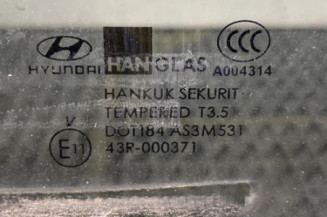 HYUNDAI HANGLAS CCC A004314
HANKUK SEKURIT
TEMPERED T3.5
DOT184 AS3M531
V
E11 43R-000371